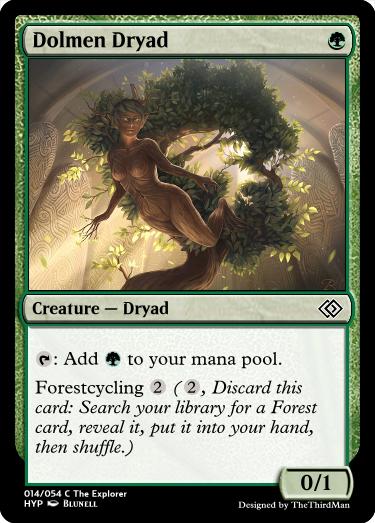 Dolmen Dryad
Creature — Dryad
: Add to your mana pool.
Forestcycling 2 ( 2, Discard this
card: Search your library for a Forest
card, reveal it, put it into your hand,
then shuffle.)
0/1
014/054 C The Explorer
HYP BLUNELL
Designed by TheThirdMan